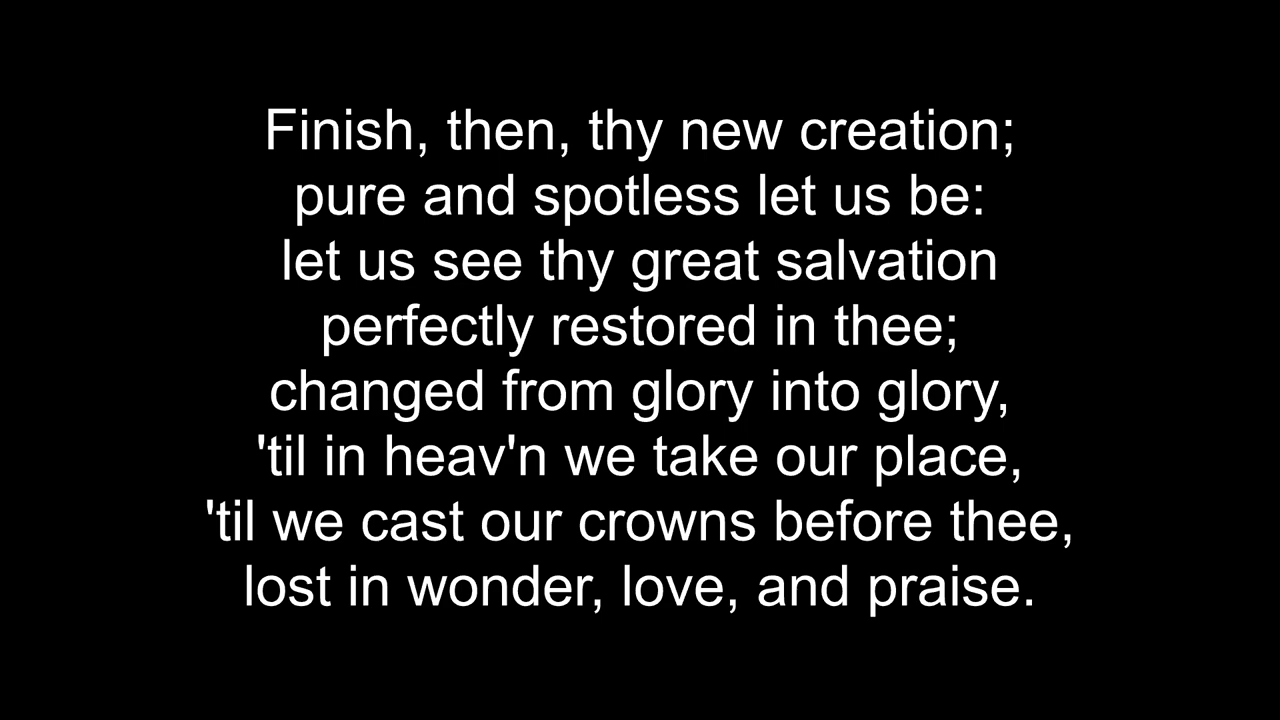 Finish, then, thy new creation;
pure and spotless let us be:
let us see thy great salvation
perfectly restored in thee;
changed from glory into glory,
'til in heav'n we take our place,
'til we cast our crowns before thee,
lost in wonder, love, and praise.